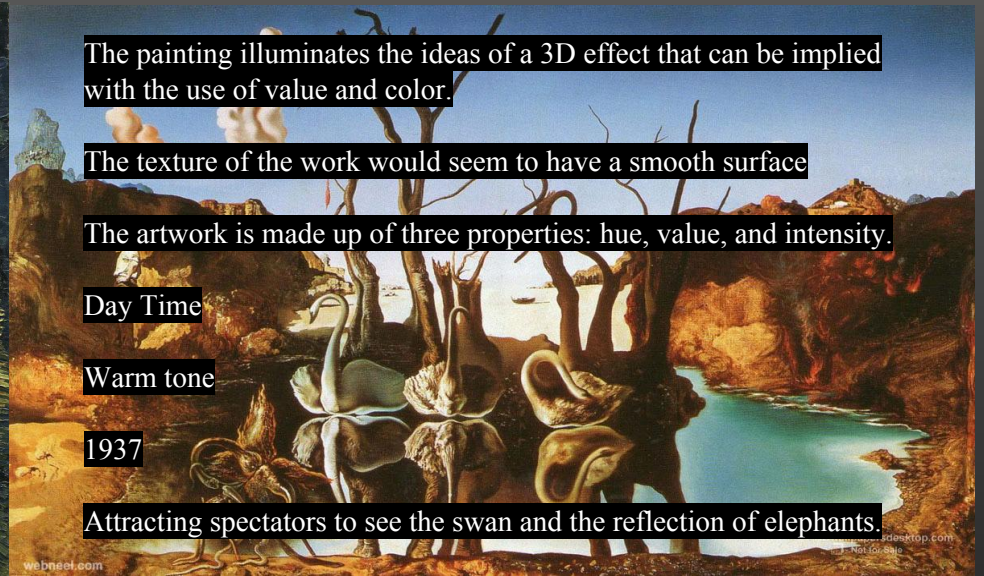 The painting illuminates the ideas of a 3D effect that can be implied
with the use of value and color.
The texture of the work would seem to have a smooth surface
The artwork is made up of three properties: hue, value, and intensity.
Day Time
Warm tone
1937
Attracting spectators to see the swan and the reflection of elephants.
Not for Sale
webneel.com